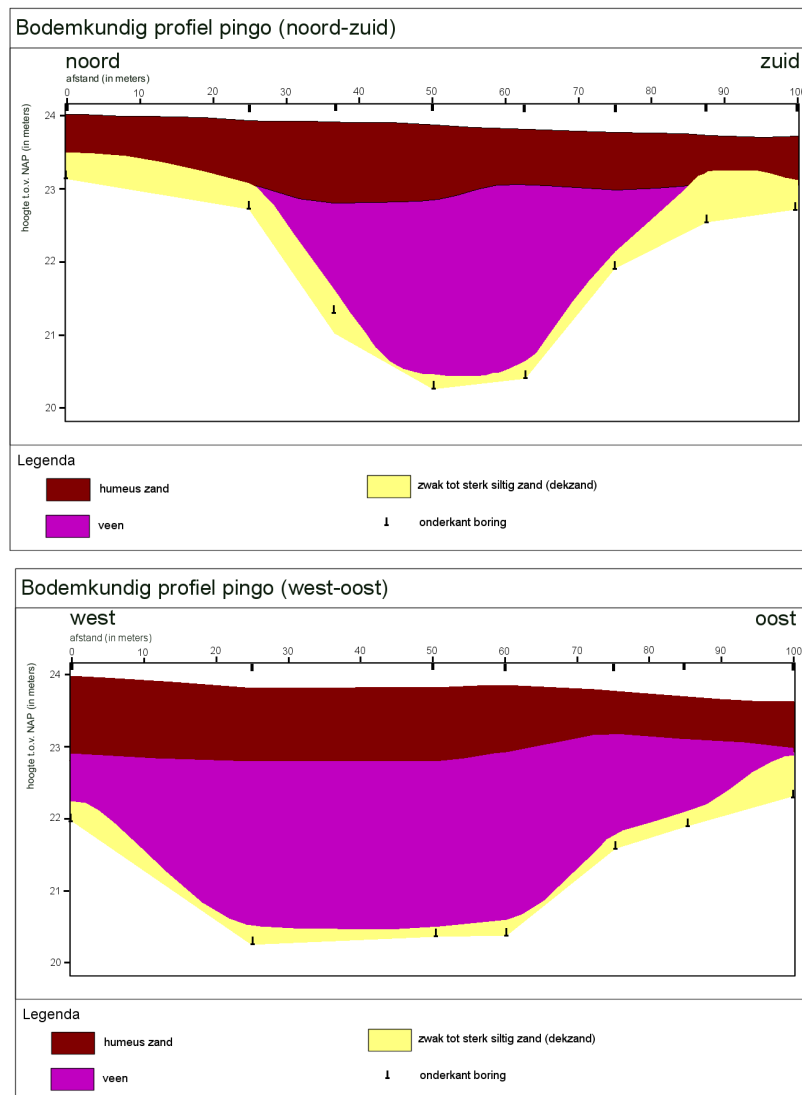 Bodemkundig profiel pingo (noord-zuid)
noord zuid
afstand (in meters)
0 10 20 30 40 50 60 70 80 90 100
hoogte t.o.v. NAP (in meters)
24
23
22
21
20
Legenda
humeus zand
zwak tot sterk siltig zand (dekzand)
veen
onderkant boring
Bodemkundig profiel pingo (west-oost)
west oost
afstand (in meters)
0 10 20 30 40 50 60 70 80 90 100
hoogte t.o.v. NAP (in meters)
24
23
22
21
20
Legenda
humeus zand
zwak tot sterk siltig zand (dekzand)
veen
onderkant boring